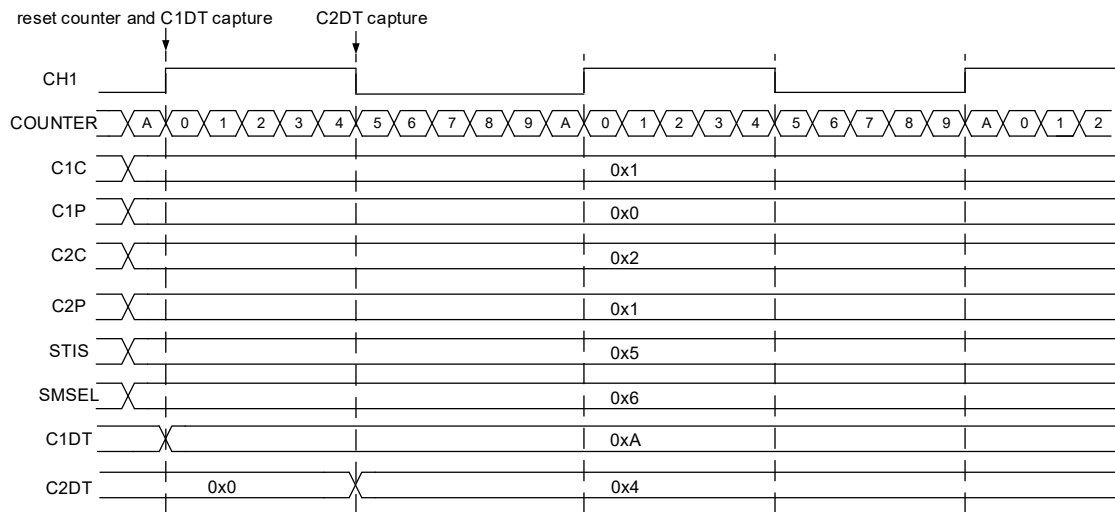 reset counter and C1DT capture C2DT capture
CH1
COUNTER A 0 1 2 3 4 5 6 7 8 9 A 0 1 2 3 4 5 6 7 8 9 A 0 1 2
C1C 0x1
C1P 0x0
C2C 0x2
C2P 0x1
STIS 0x5
SMSEL 0x6
C1DT 0xA
C2DT 0x0 0x4